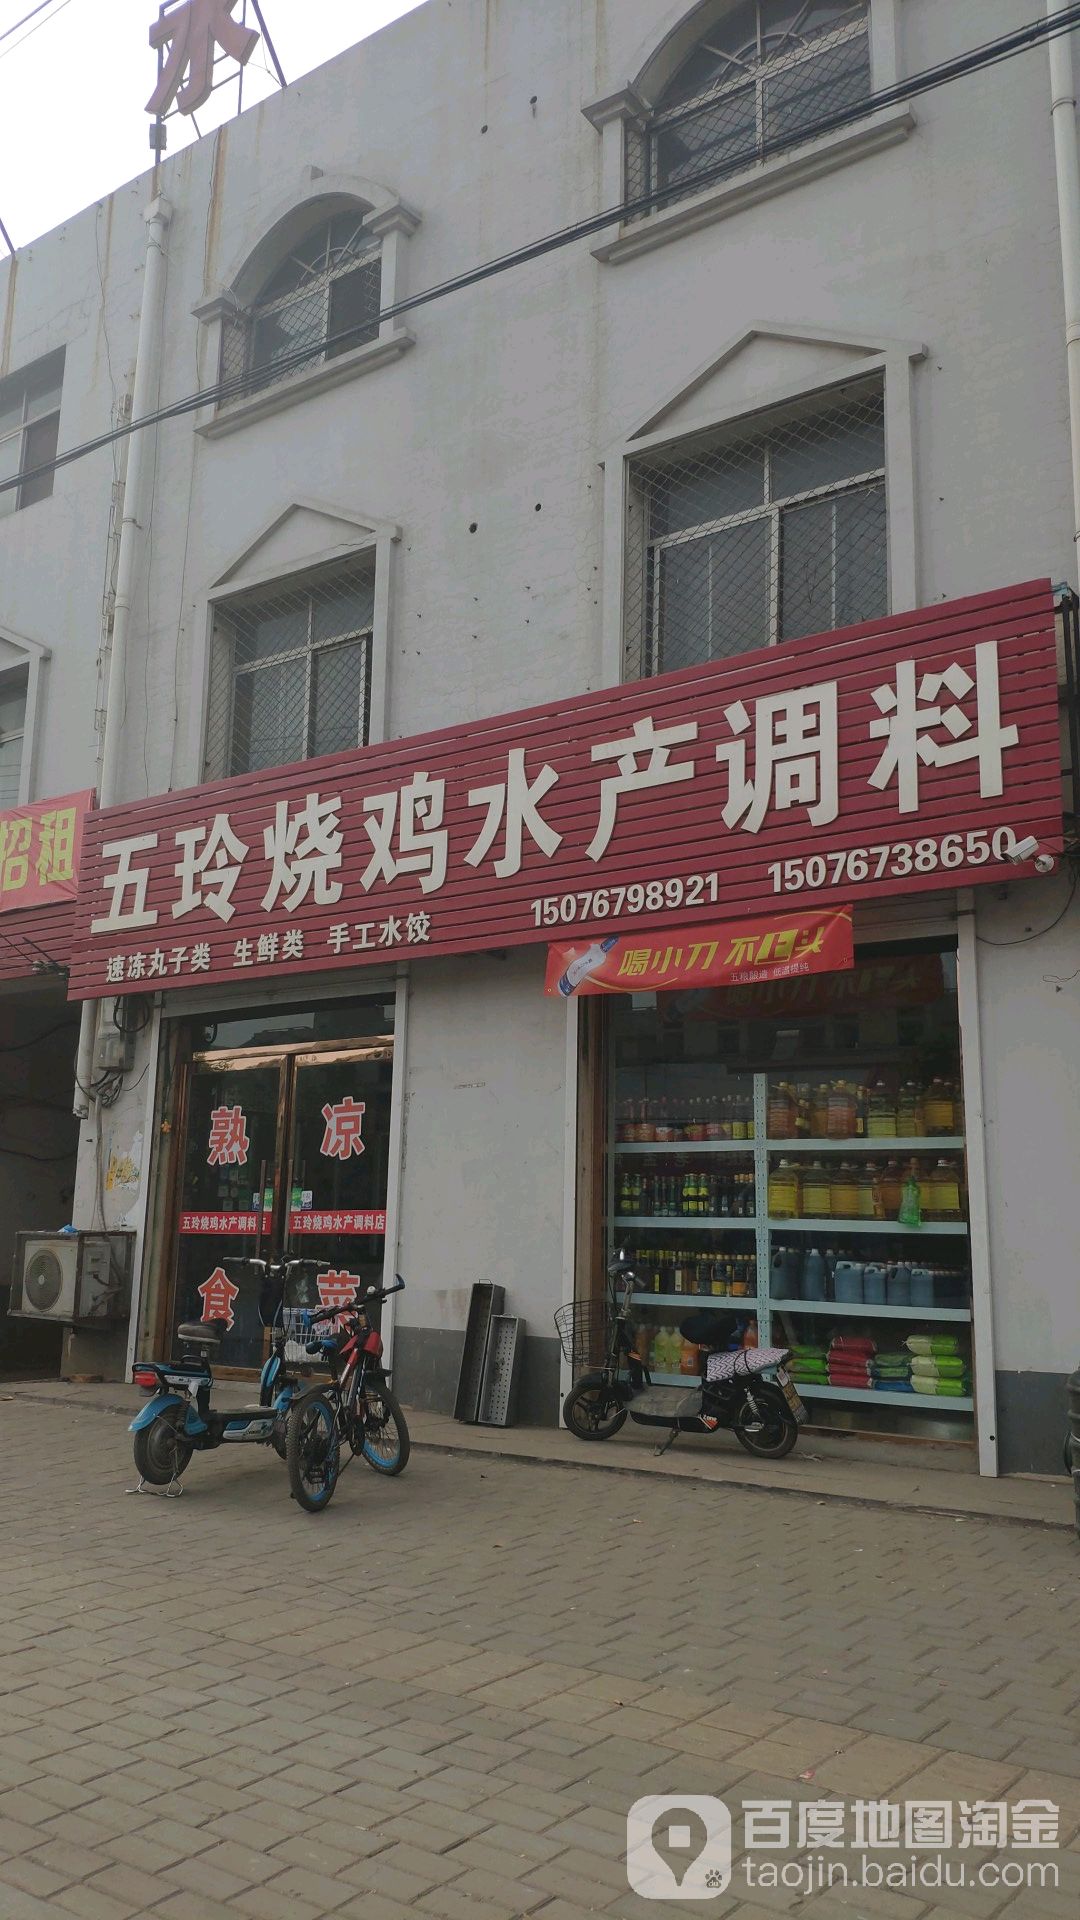 水
招租
五玲烧鸡水产调料
速冻丸子类 生鲜类 手工水饺
15076798921 15076738650
喝小刀 不口头
五粮酿造 低温提纯
熟 凉
五玲烧鸡水产调料店 五玲烧鸡水产调料店
食 菜
百度地图淘金
taojin.baidu.com